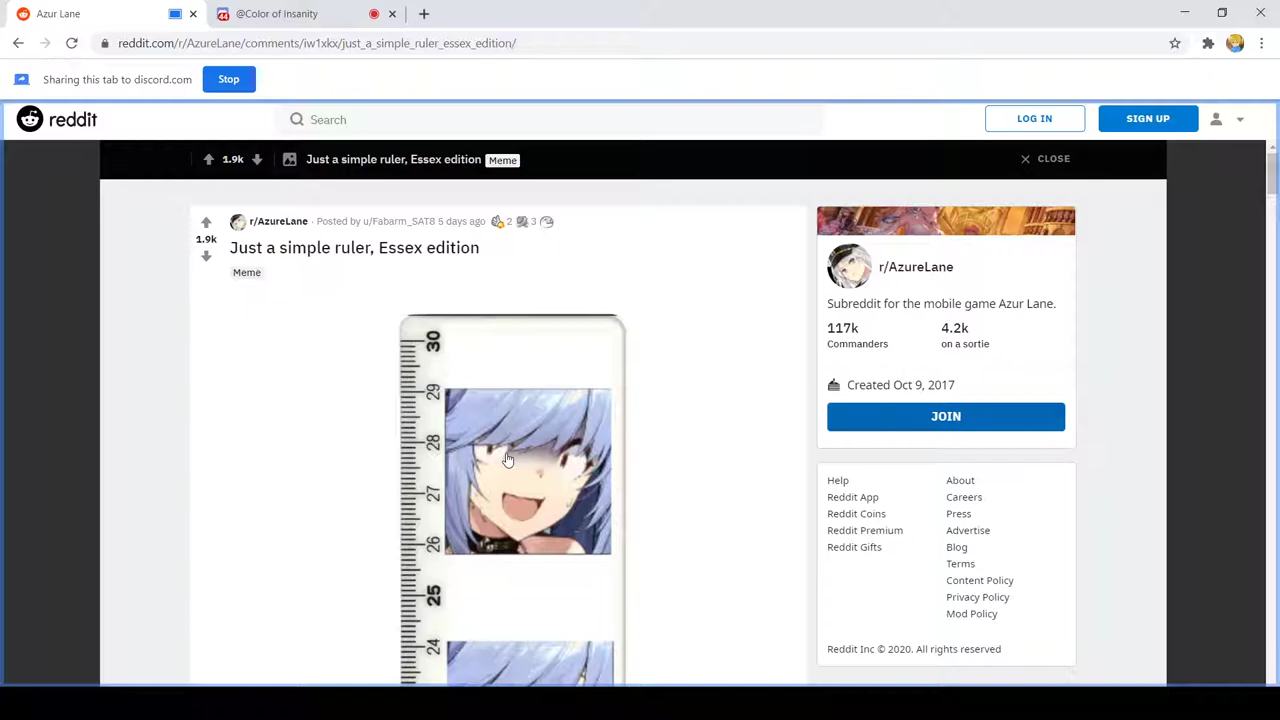 Azur Lane
44
@Color of Insanity
reddit.com/r/AzureLane/comments/iw1xkx/just_a_simple_ruler_essex_edition/
Sharing this tab to discord.com
Stop
reddit
Search
LOG IN
SIGN UP
1.9k
Just a simple ruler, Essex edition
Meme
CLOSE
r/AzureLane · Posted by u/Fabarm_SAT8 5 days ago
2
3
1.9k
Just a simple ruler, Essex edition
Meme
30
29
28
27
26
25
24
r/AzureLane
Subreddit for the mobile game Azur Lane.
117k
4.2k
Commanders
on a sortie
Created Oct 9, 2017
JOIN
Help
About
Reddit App
Careers
Reddit Coins
Press
Reddit Premium
Advertise
Reddit Gifts
Blog
Terms
Content Policy
Privacy Policy
Mod Policy
Reddit Inc © 2020. All rights reserved